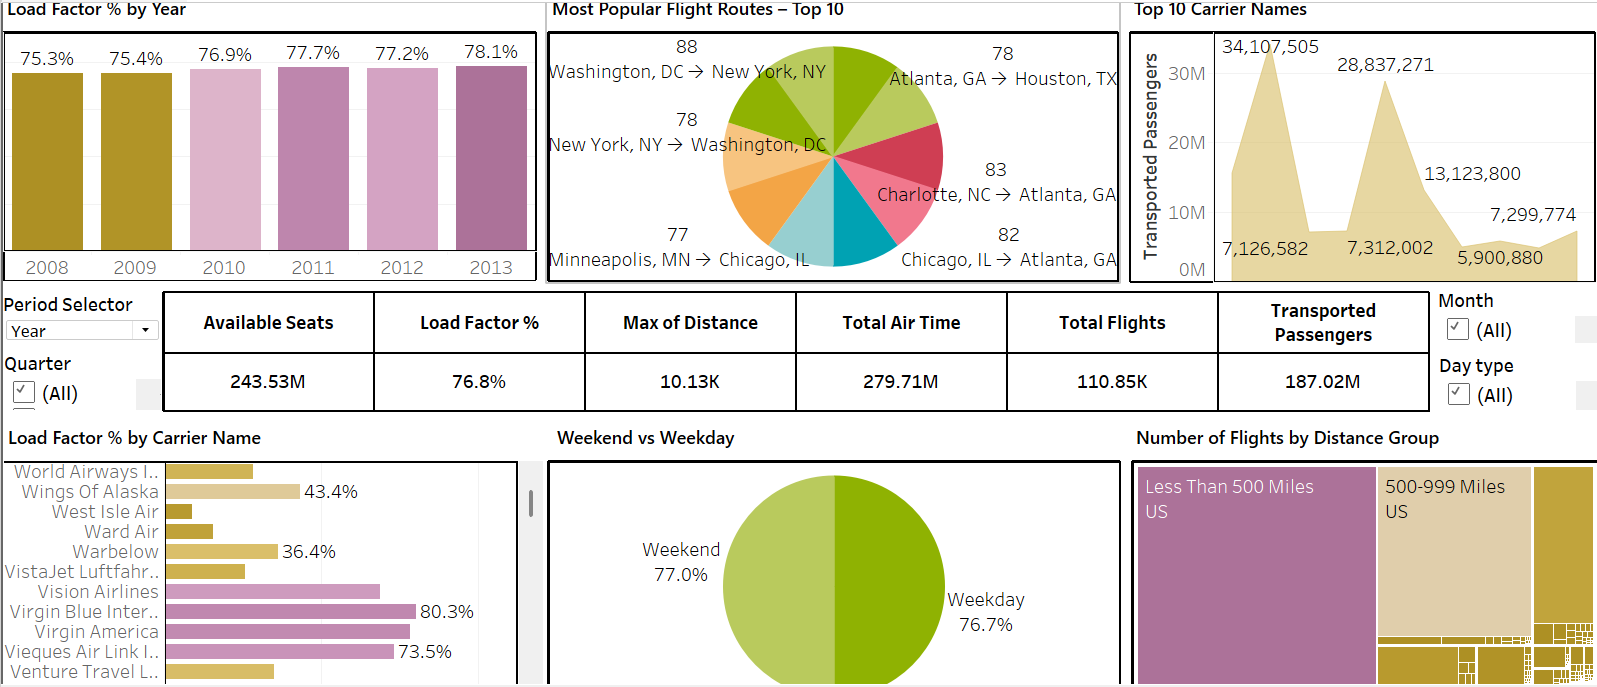 Load Factor % by Year
75.3%
75.4%
76.9%
77.7%
77.2%
78.1%
2008
2009
2010
2011
2012
2013
Most Popular Flight Routes – Top 10
88
Washington, DC → New York, NY
78
Atlanta, GA → Houston, TX
78
New York, NY → Washington, DC
83
Charlotte, NC → Atlanta, GA
77
Minneapolis, MN → Chicago, IL
82
Chicago, IL → Atlanta, GA
Top 10 Carrier Names
Transported Passengers
30M
20M
10M
0M
34,107,505
28,837,271
13,123,800
7,299,774
7,126,582
7,312,002
5,900,880
Period Selector
Year
Quarter
(All)
Available Seats
Load Factor %
Max of Distance
Total Air Time
Total Flights
Transported
Passengers
243.53M
76.8%
10.13K
279.71M
110.85K
187.02M
Month
(All)
Day type
(All)
Load Factor % by Carrier Name
World Airways I..
Wings Of Alaska
43.4%
West Isle Air
Ward Air
Warbelow
36.4%
VistaJet Luftfahr..
Vision Airlines
Virgin Blue Inter..
80.3%
Virgin America
Vieques Air Link I..
73.5%
Venture Travel L..
Weekend vs Weekday
Weekend
77.0%
Weekday
76.7%
Number of Flights by Distance Group
Less Than 500 Miles
US
500-999 Miles
US